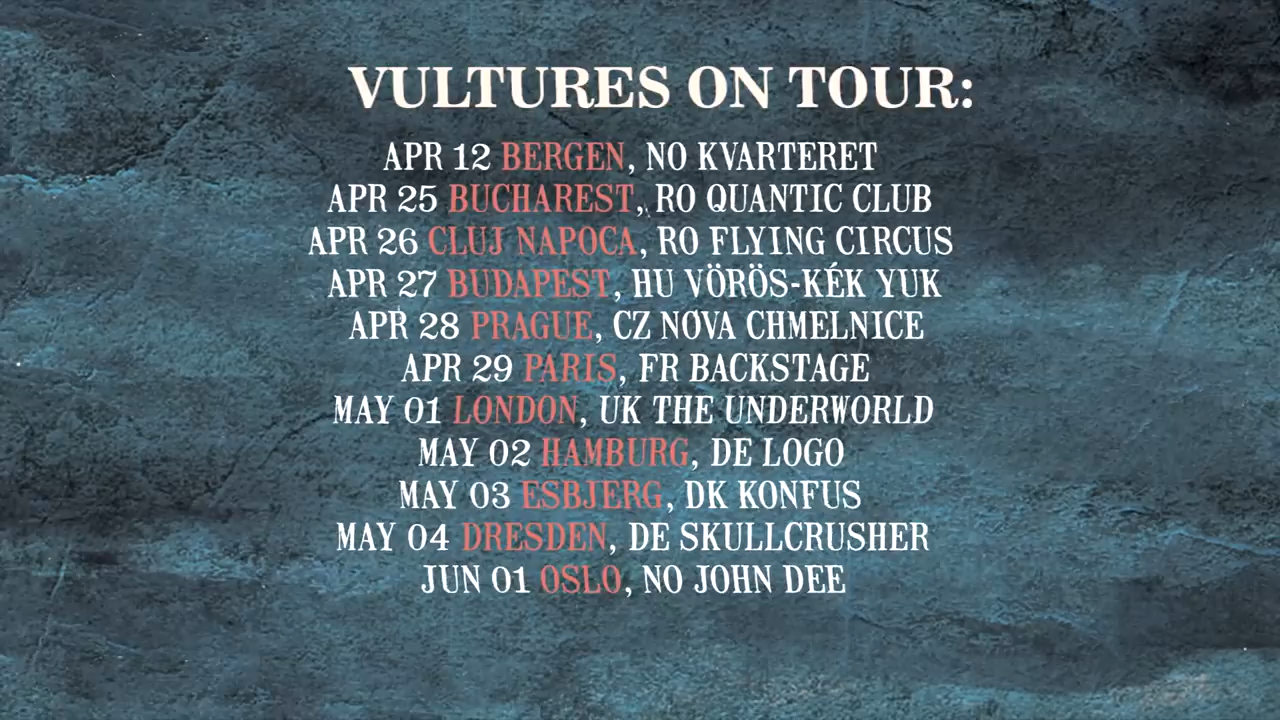 VULTURES ON TOUR:
APR 12 BERGEN, NO KVARTERET
APR 25 BUCHAREST, RO QUANTIC CLUB
APR 26 CLUJ NAPOCA, RO FLYING CIRCUS
APR 27 BUDAPEST, HU VÖRÖS-KÉK YUK
APR 28 PRAGUE, CZ NOVA CHMELNICE
APR 29 PARIS, FR BACKSTAGE
MAY 01 LONDON, UK THE UNDERWORLD
MAY 02 HAMBURG, DE LOGO
MAY 03 ESBJERG, DK KONFUS
MAY 04 DRESDEN, DE SKULLCRUSHER
JUN 01 OSLO, NO JOHN DEE